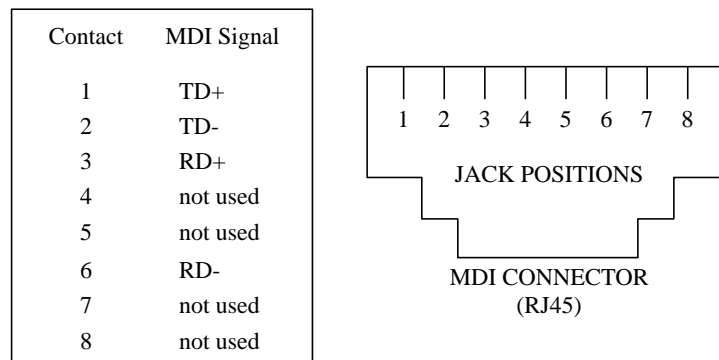 Contact MDI Signal
1 TD+
2 TD-
3 RD+
4 not used
5 not used
6 RD-
7 not used
8 not used
1 2 3 4 5 6 7 8
JACK POSITIONS
MDI CONNECTOR
(RJ45)